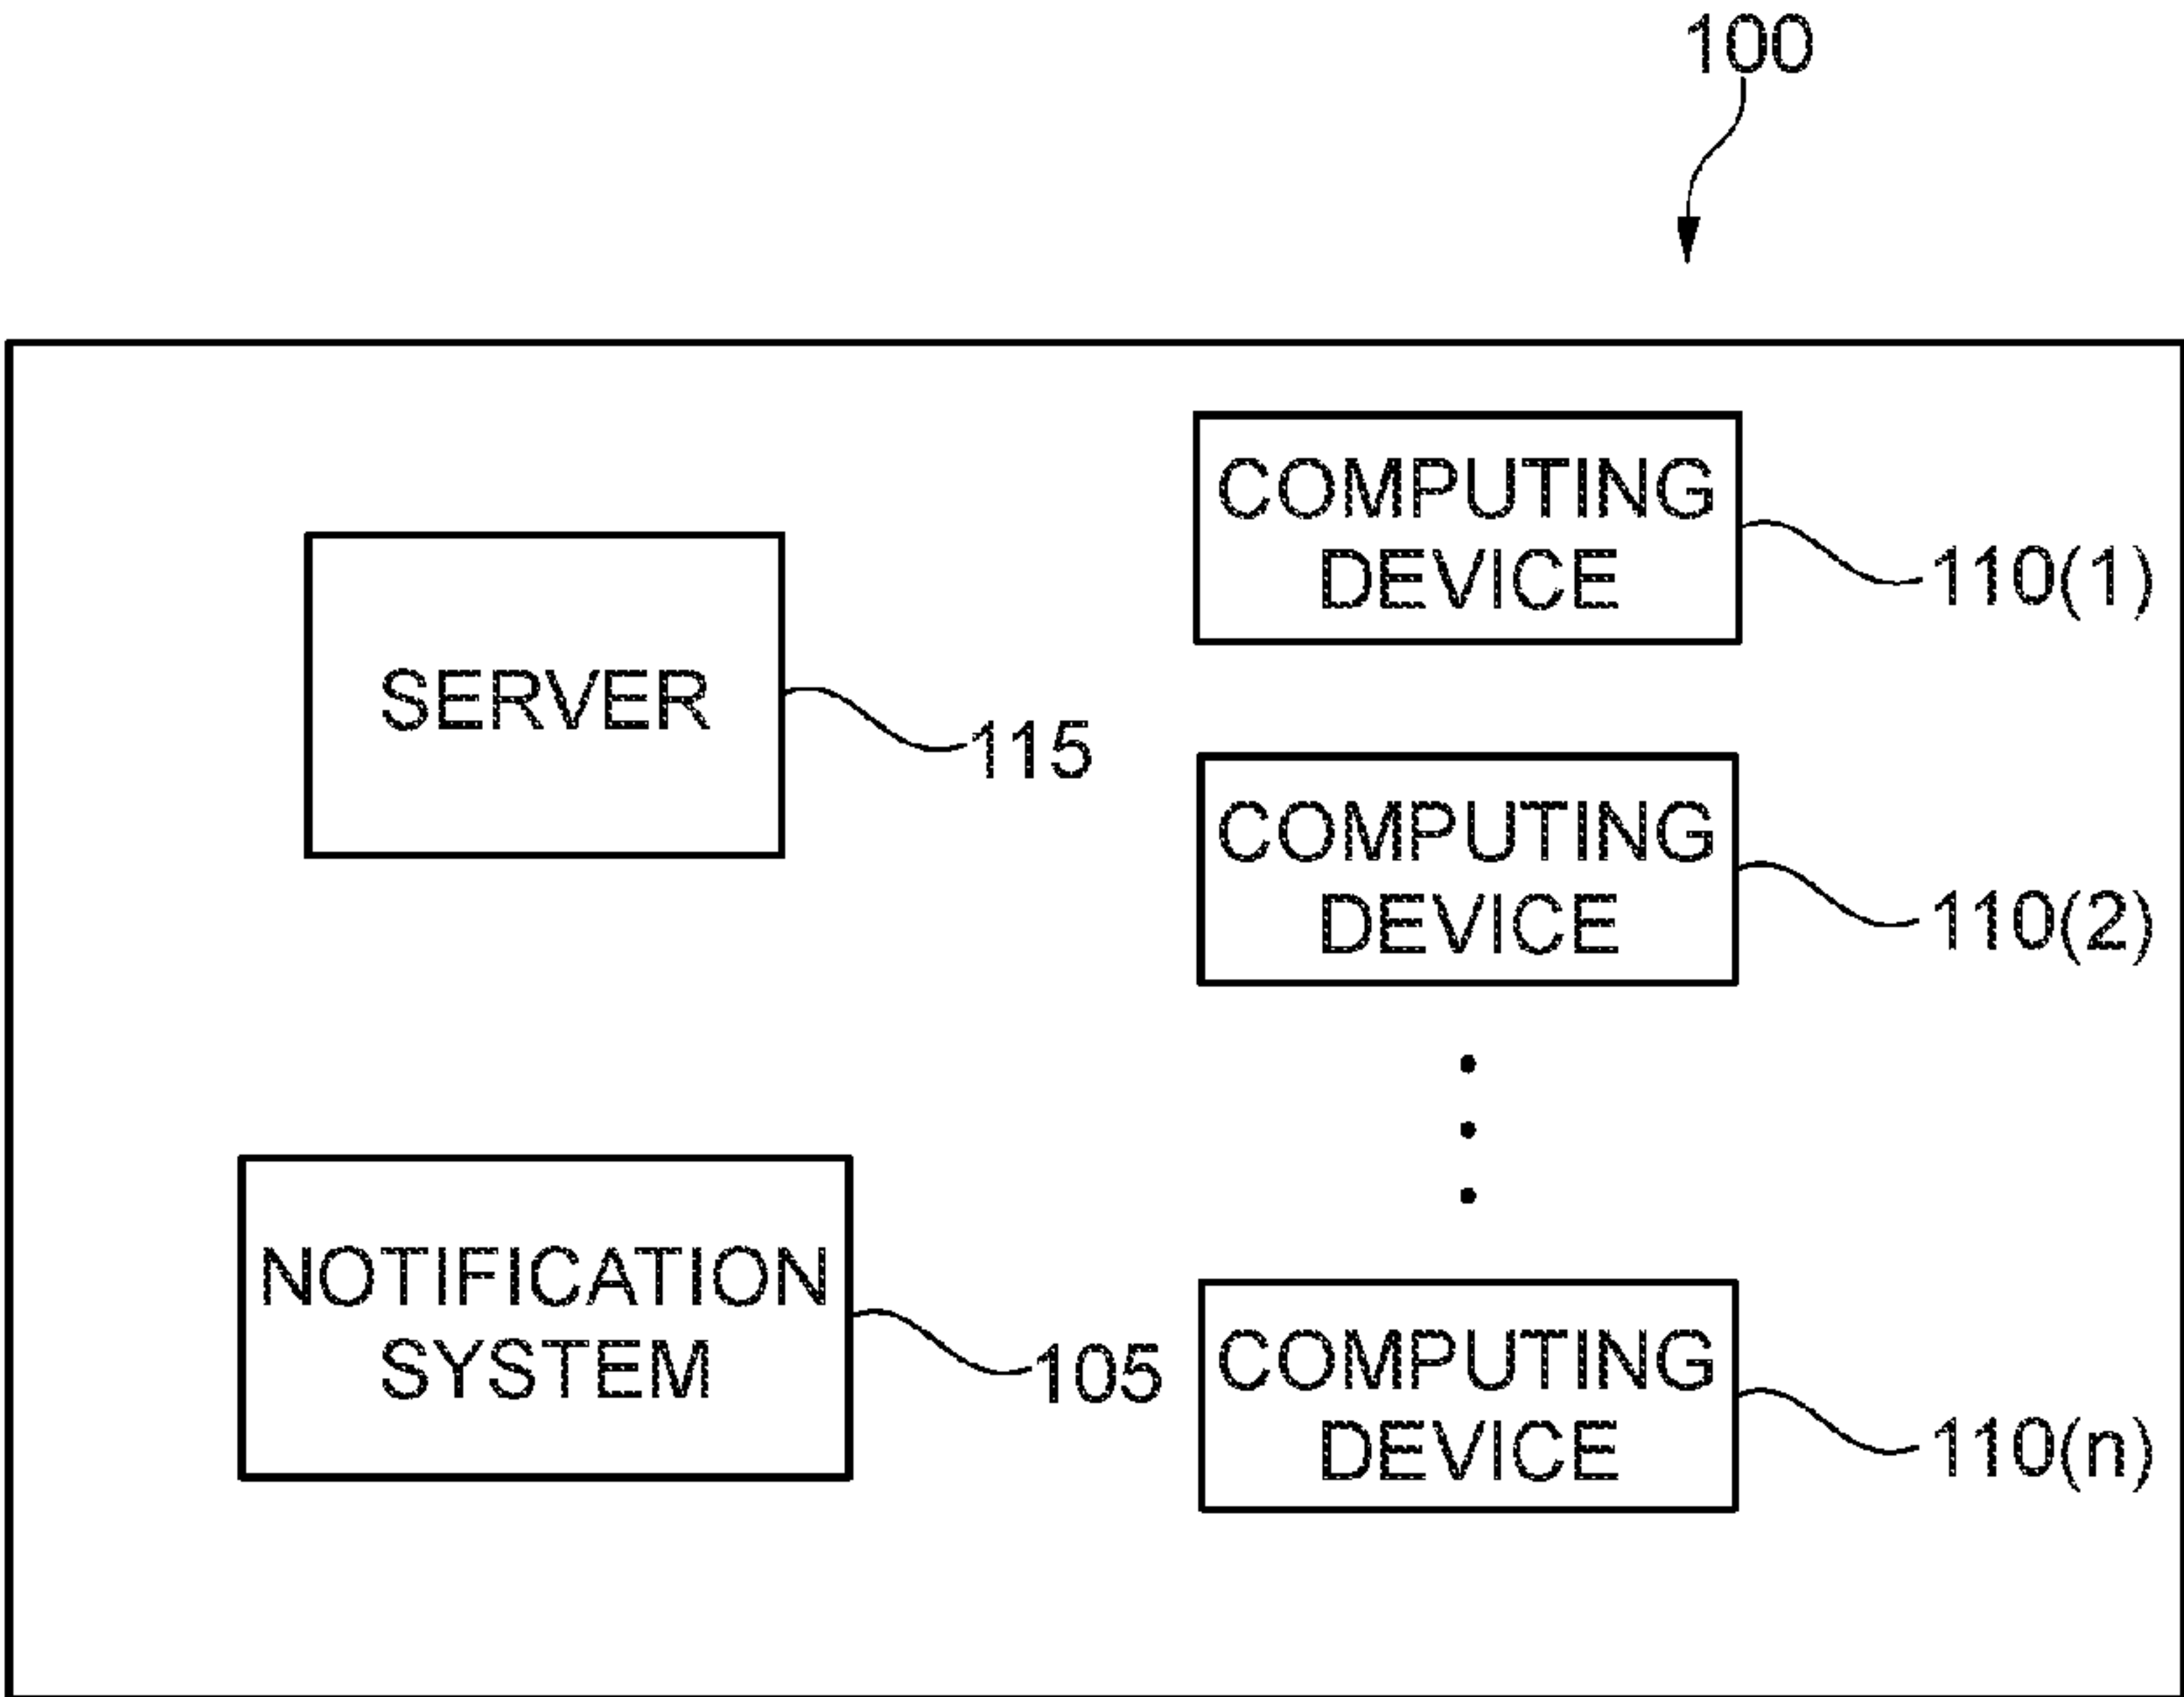 100
COMPUTING
DEVICE
110(1)
SERVER
115
COMPUTING
DEVICE
110(2)
NOTIFICATION
SYSTEM
105
COMPUTING
DEVICE
110(n)